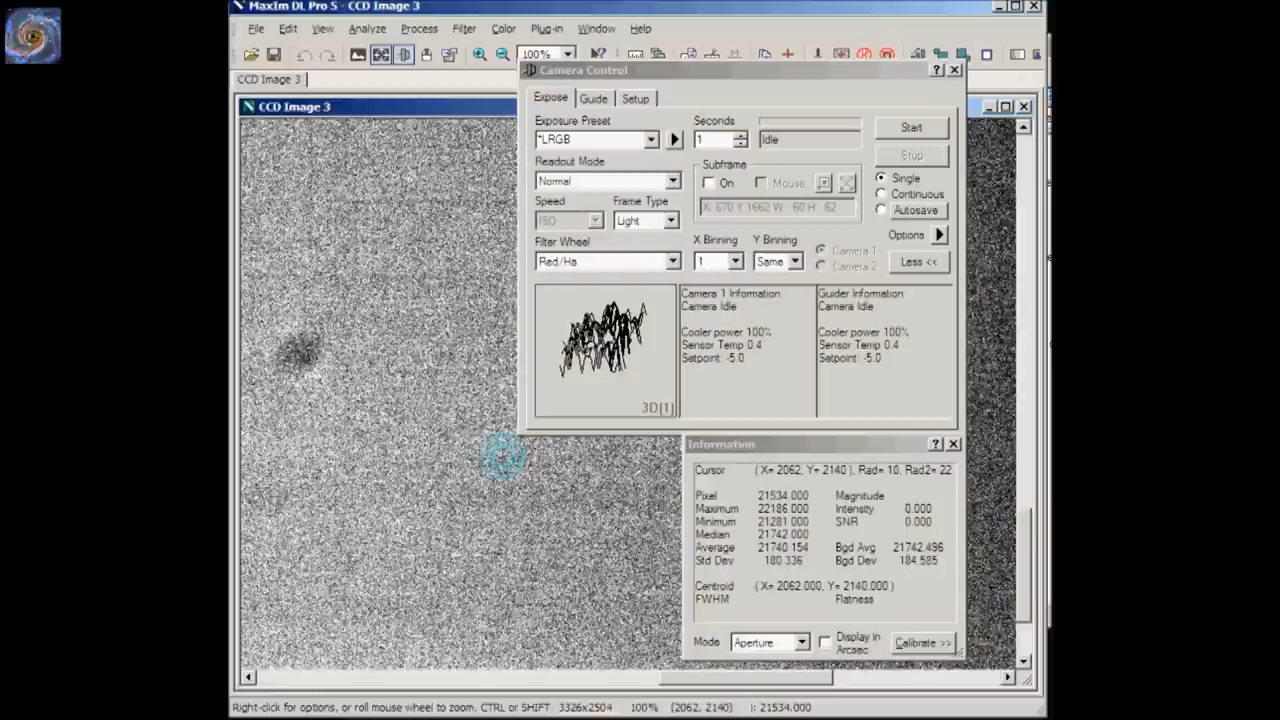 MaxIm DL Pro 5 - CCD Image 3
File Edit View Analyze Process Filter Color Plug-in Window Help
100%
CCD Image 3
CCD Image 3
Camera Control
Expose Guide Setup
Exposure Preset
*LRGB
Seconds
1
Idle
Start
Stop
Readout Mode
Normal
Subframe
On Mouse
X: 670 Y 1662 W 60 H 62
Single
Continuous
Autosave
Speed
ISO
Frame Type
Light
Options
Filter Wheel
Red/Ha
X Binning
1
Y Binning
Same
Camera 1
Camera 2
Less <<
3D[1]
Camera 1 Information
Camera Idle
Cooler power 100%
Sensor Temp 0.4
Setpoint: -5.0
Guider Information
Camera Idle
Cooler power 100%
Sensor Temp 0.4
Setpoint: -5.0
Information
Cursor ( X= 2062, Y= 2140 ), Rad= 10, Rad2= 22
Pixel 21534.000 Magnitude
Maximum 22186.000 Intensity 0.000
Minimum 21281.000 SNR 0.000
Median 21742.000
Average 21740.154 Bgd Avg 21742.496
Std Dev 180.336 Bgd Dev 184.585
Centroid ( X= 2062.000, Y= 2140.000 )
FWHM Flatness
Mode Aperture Display in Arcsec Calibrate >>
Right-click for options, or roll mouse wheel to zoom. CTRL or SHIFT 3326x2504 100% (2062, 2140) i: 21534.000